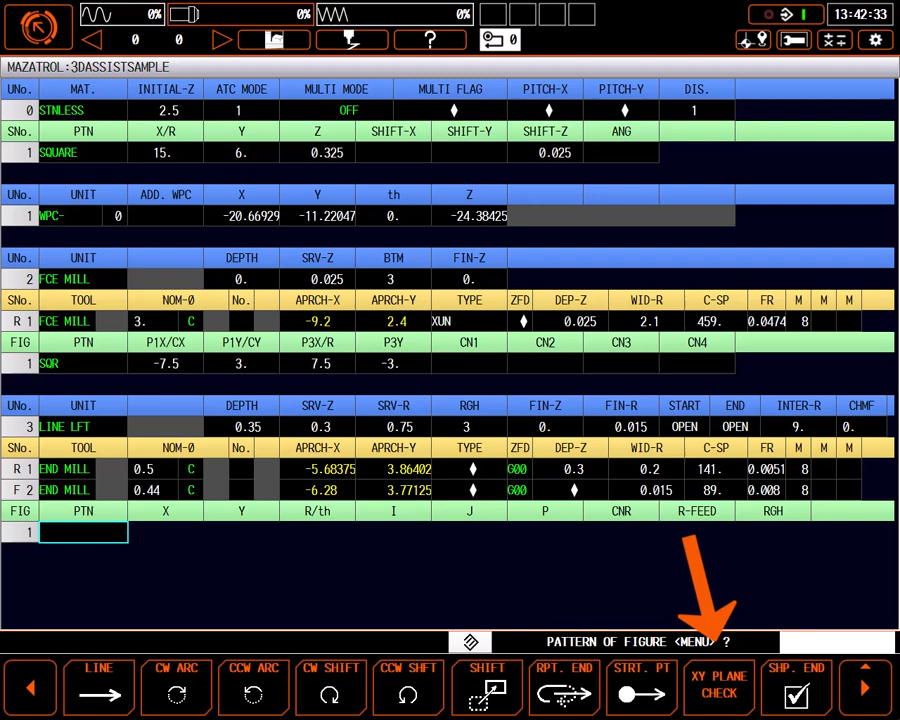 0% 0% 0% 13:42:33
0 0 ? 0
MAZATROL:3DASSISTSAMPLE
UNo. MAT. INITIAL-Z ATC MODE MULTI MODE MULTI FLAG PITCH-X PITCH-Y DIS.
0 STNLESS 2.5 1 OFF ♦ ♦ ♦ 1
SNo. PTN X/R Y Z SHIFT-X SHIFT-Y SHIFT-Z ANG
1 SQUARE 15. 6. 0.325 0.025
UNo. UNIT ADD. WPC X Y th Z
1 WPC- 0 -20.66929 -11.22047 0. -24.38425
UNo. UNIT DEPTH SRV-Z BTM FIN-Z
2 FCE MILL 0. 0.025 3 0.
SNo. TOOL NOM-0 No. APRCH-X APRCH-Y TYPE ZFD DEP-Z WID-R C-SP FR M M M
R 1 FCE MILL 3. C -9.2 2.4 XUN ♦ 0.025 2.1 459. 0.0474 8
FIG PTN P1X/CX P1Y/CY P3X/R P3Y CN1 CN2 CN3 CN4
1 SQR -7.5 3. 7.5 -3.
UNo. UNIT DEPTH SRV-Z SRV-R RGH FIN-Z FIN-R START END INTER-R CHMF
3 LINE LFT 0.35 0.3 0.75 3 0. 0.015 OPEN OPEN 9. 0.
SNo. TOOL NOM-0 No. APRCH-X APRCH-Y TYPE ZFD DEP-Z WID-R C-SP FR M M M
R 1 END MILL 0.5 C -5.68375 3.86402 ♦ G00 0.3 0.2 141. 0.0051 8
F 2 END MILL 0.44 C -6.28 3.77125 ♦ G00 ♦ 0.015 89. 0.008 8
FIG PTN X Y R/th I J P CNR R-FEED RGH
1
PATTERN OF FIGURE <MENU> ?
LINE CW ARC CCW ARC CW SHIFT CCW SHFT SHIFT RPT. END STRT. PT XY PLANE SHP. END
CHECK